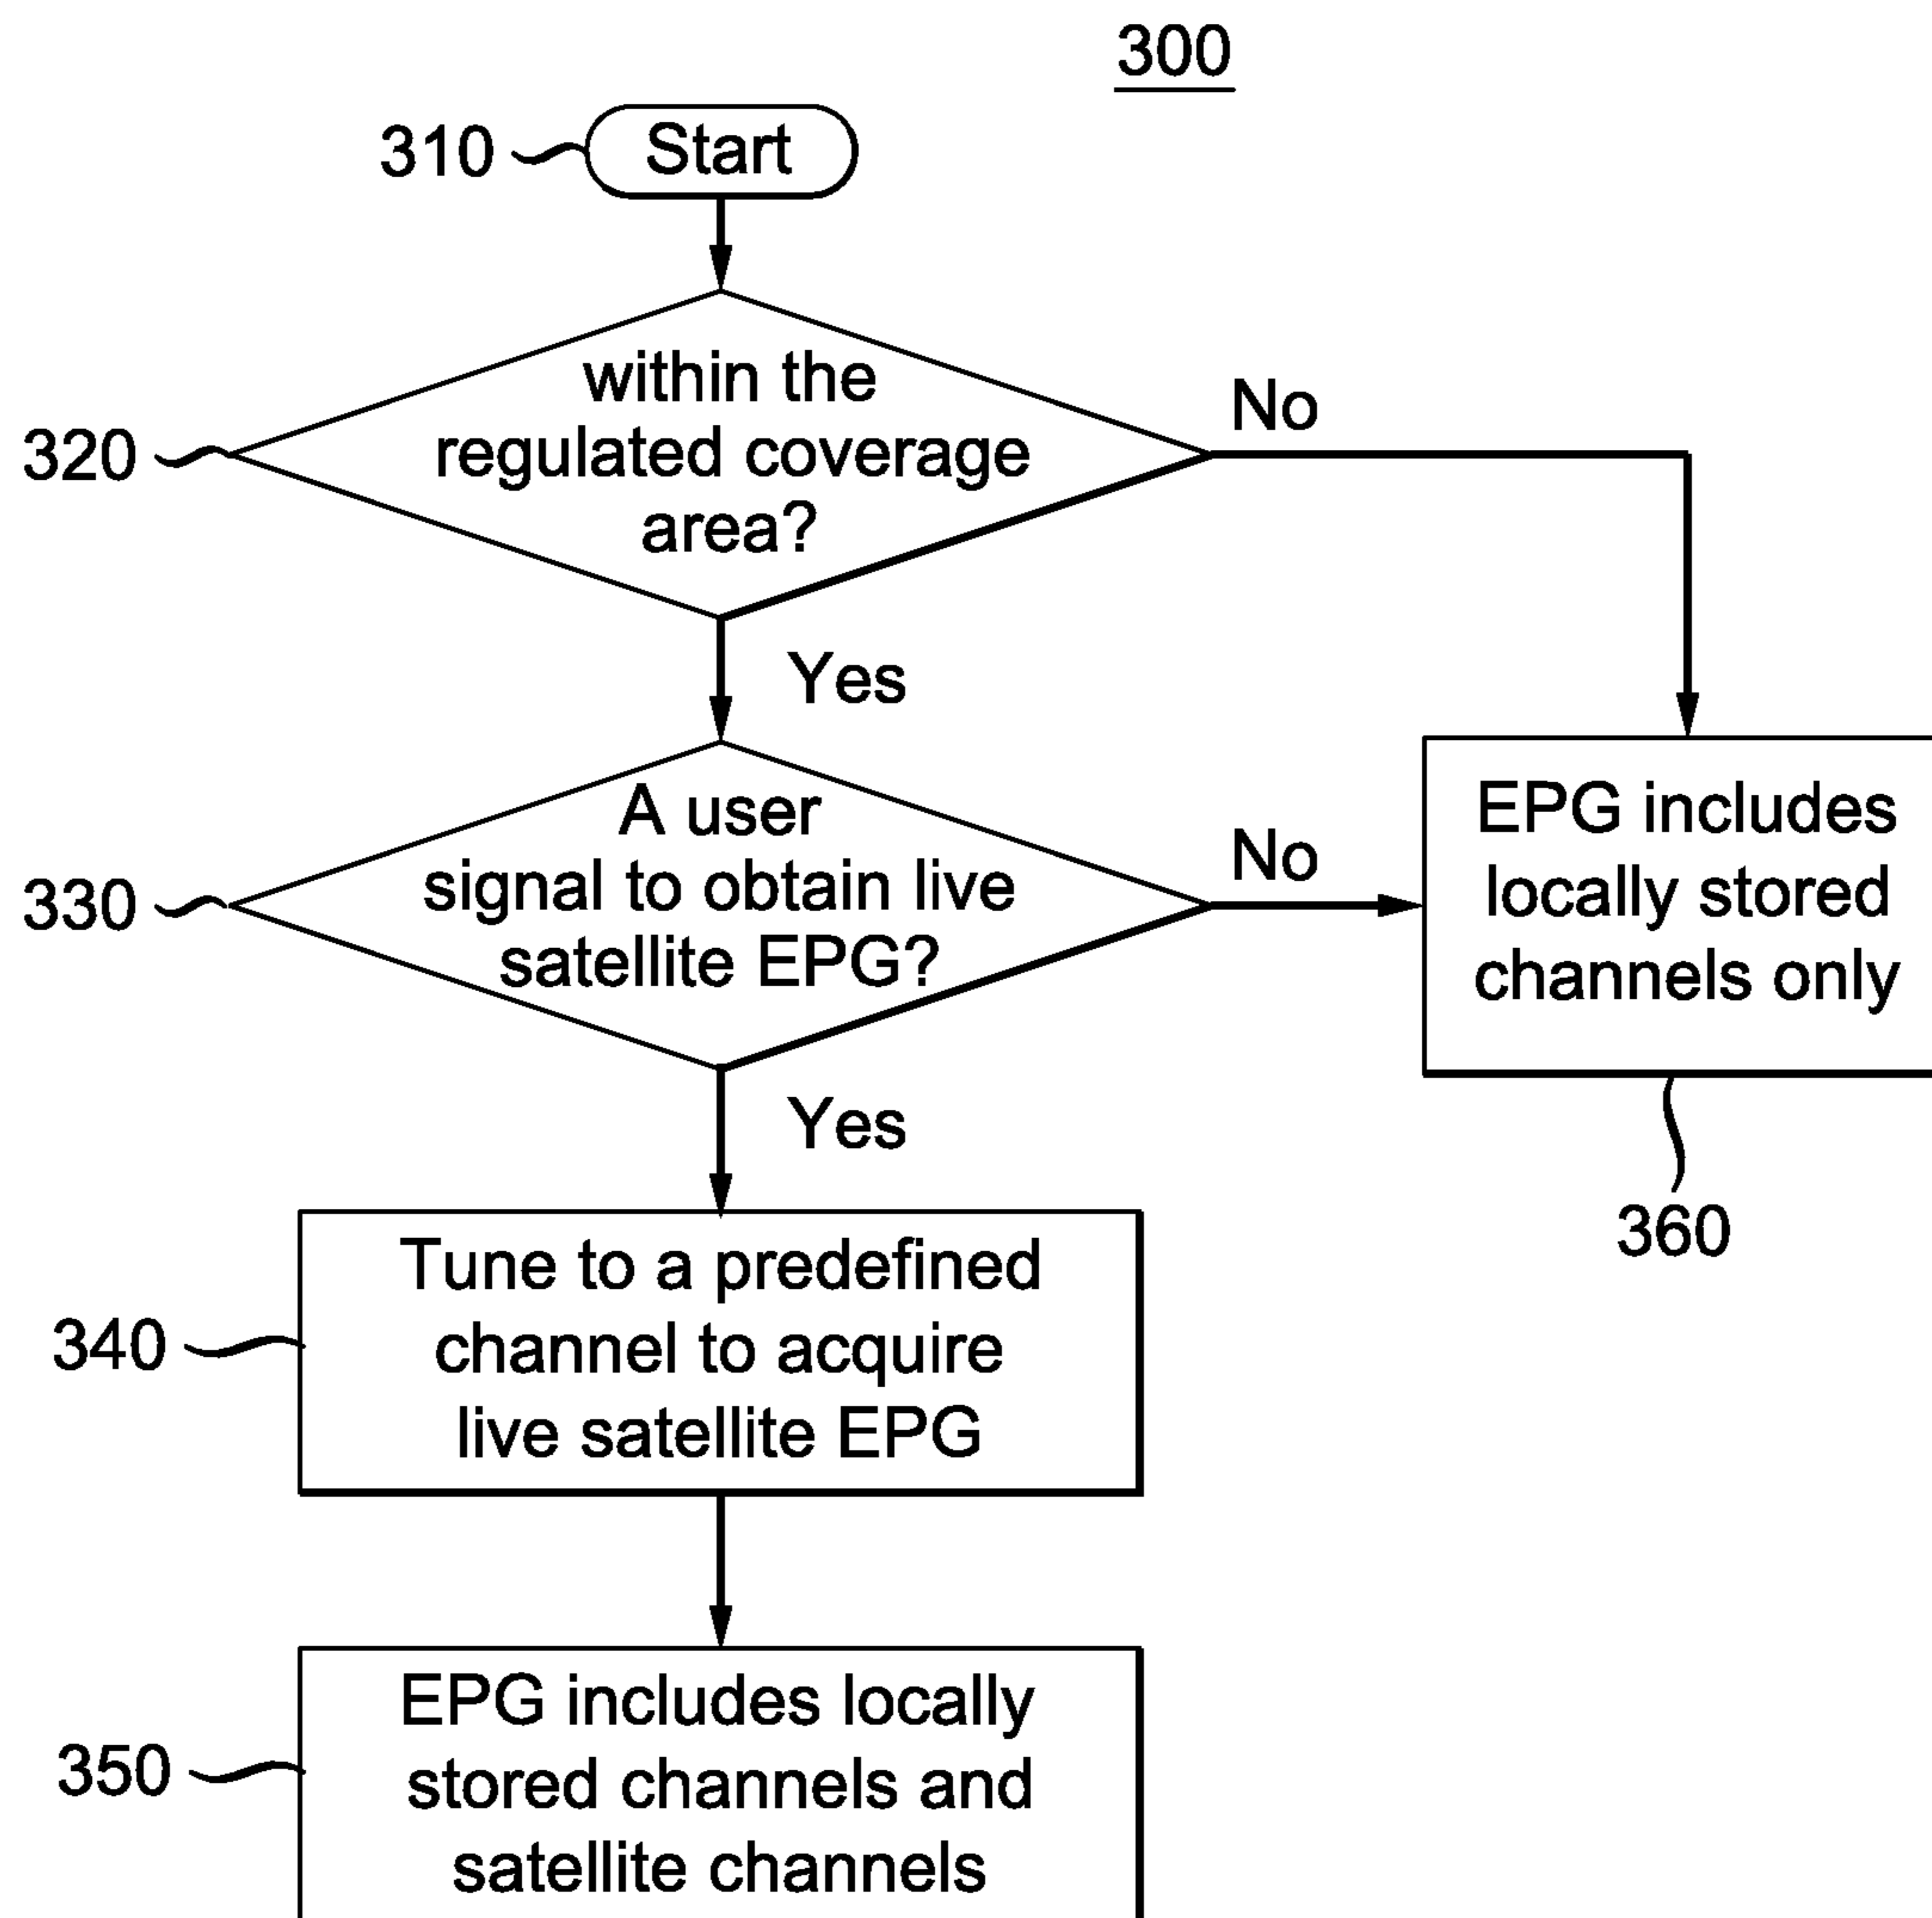 300
310
Start
within the
regulated coverage
area?
320
No
Yes
A user
signal to obtain live
satellite EPG?
330
No
EPG includes
locally stored
channels only
360
Yes
Tune to a predefined
channel to acquire
live satellite EPG
340
EPG includes locally
stored channels and
satellite channels
350